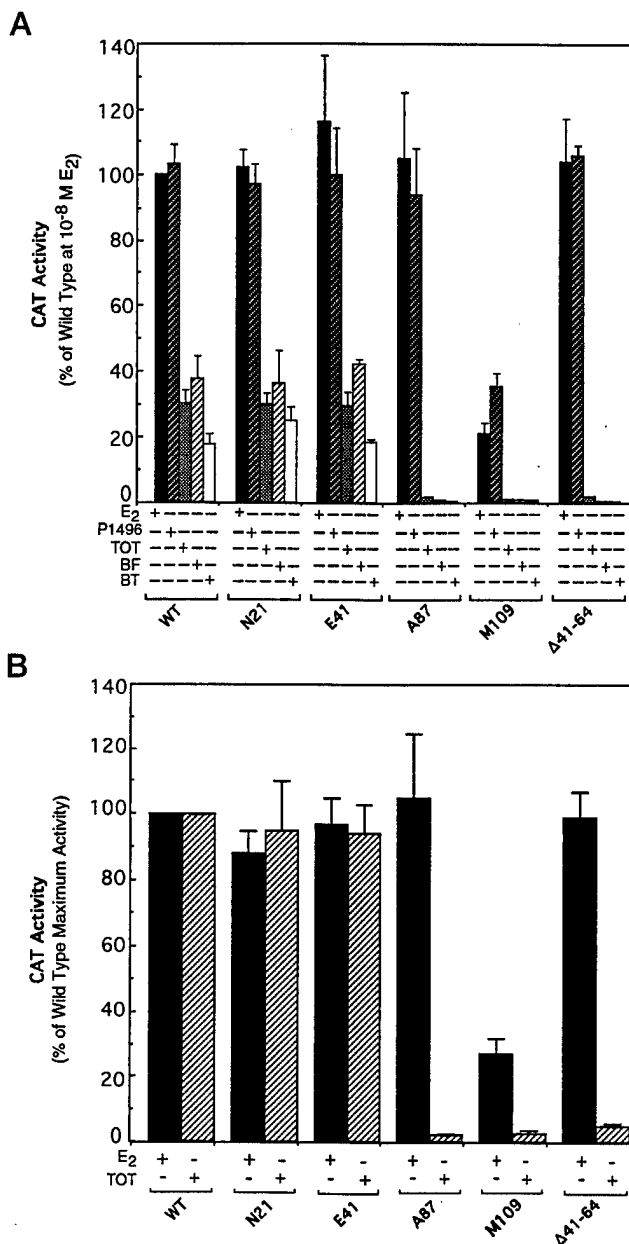 A
CAT Activity
(% of Wild Type at 10⁻⁸ M E₂)
140
120
100
80
60
40
20
0
E₂ +−−−− +−−−− +−−−− +−−−− +−−−− +−−−−
P1496 −+−−− −+−−− −+−−− −+−−− −+−−− −+−−−
TOT −−+−− −−+−− −−+−− −−+−− −−+−− −−+−−
BF −−−+− −−−+− −−−+− −−−+− −−−+− −−−+−
BT −−−−+ −−−−+ −−−−+ −−−−+ −−−−+ −−−−+
WT N21 E41 A87 M109 Δ41-64
B
CAT Activity
(% of Wild Type Maximum Activity)
140
120
100
80
60
40
20
0
E₂ + - + - + - + - + - + -
TOT - + - + - + - + - + - +
WT N21 E41 A87 M109 Δ41-64